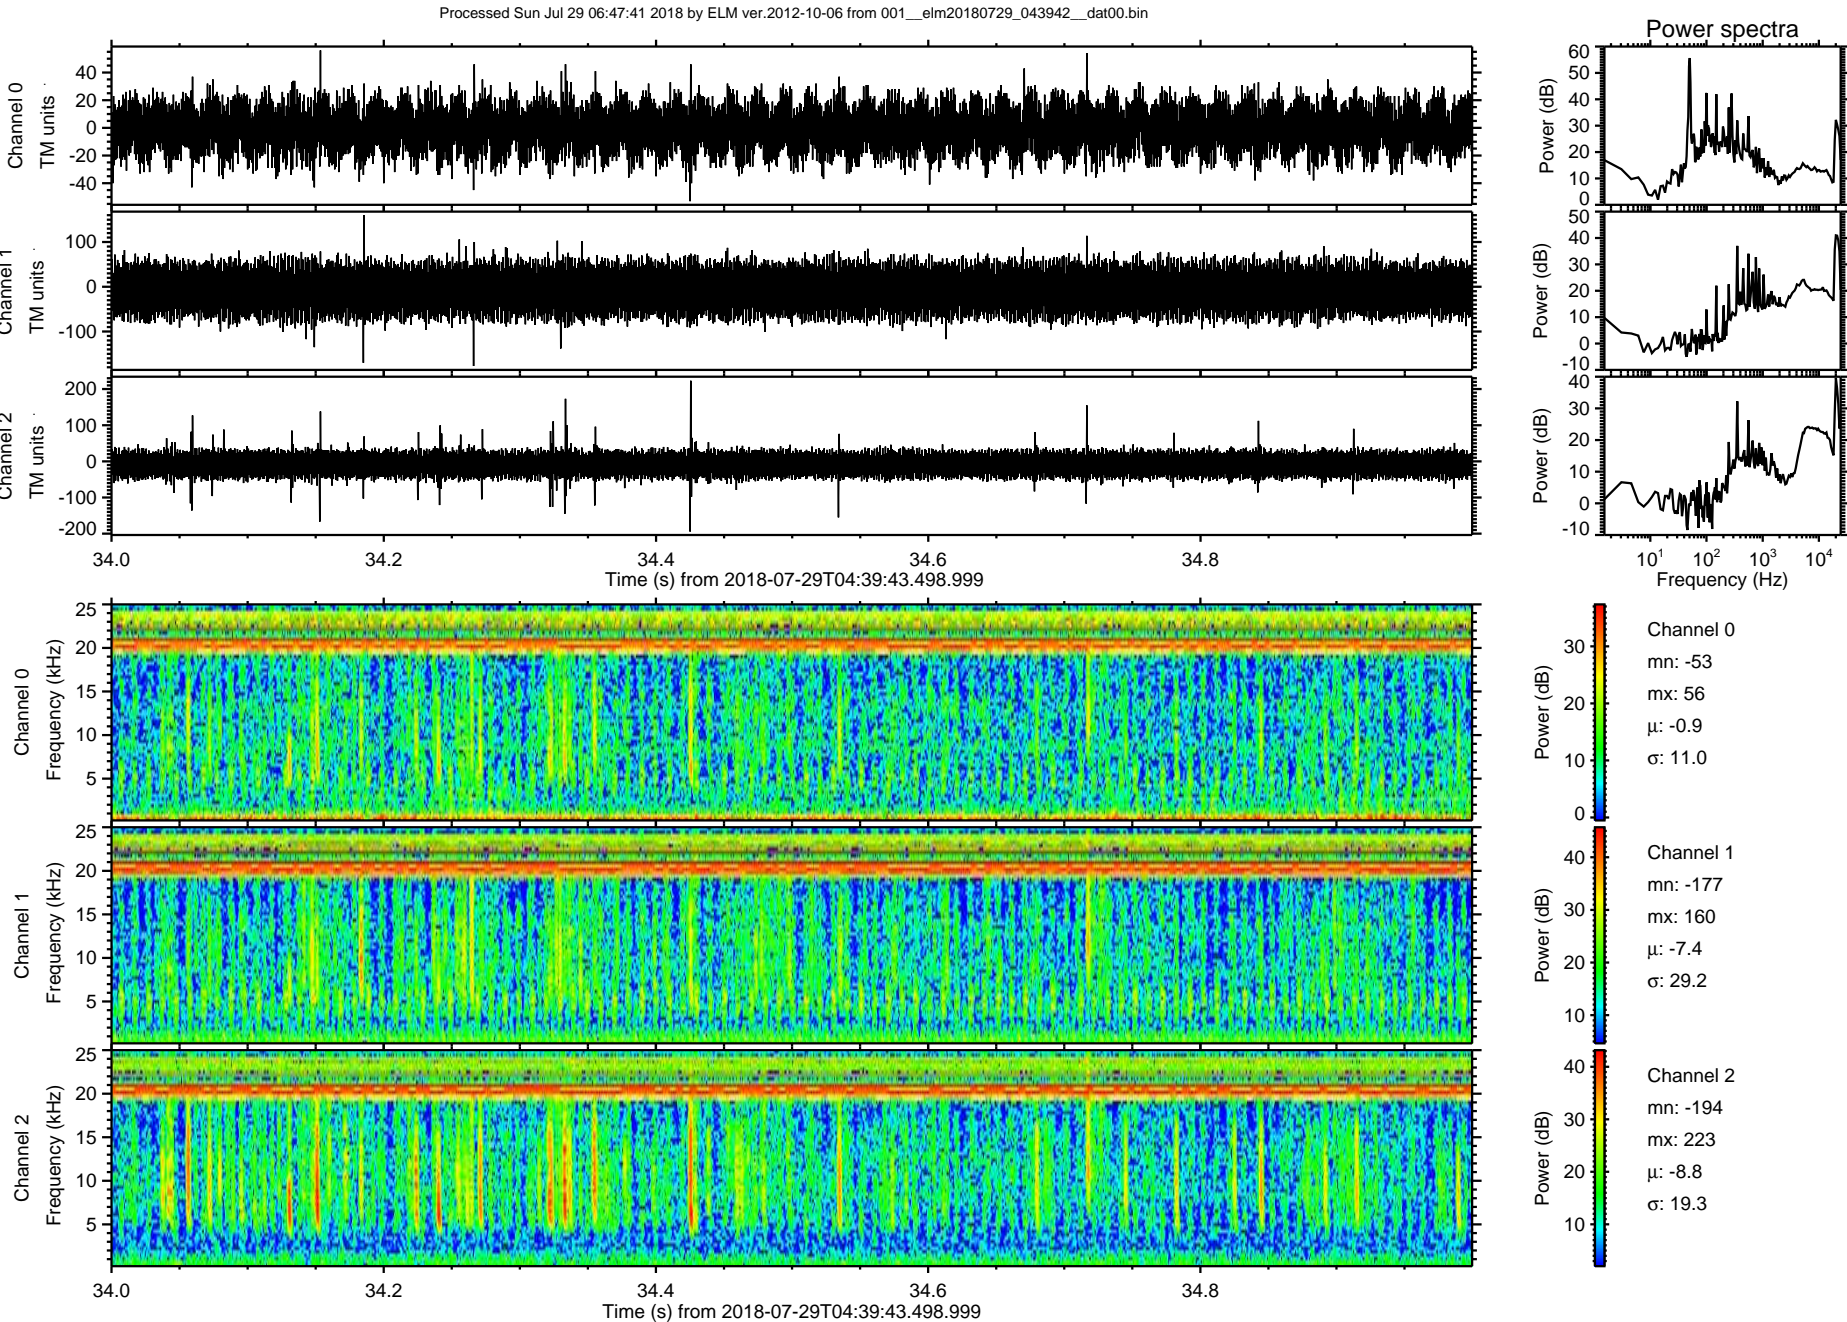 Processed Sun Jul 29 06:47:41 2018 by ELM ver.2012-10-06 from 001__elm20180729_043942__dat00.bin
Power spectra
Channel 0
TM units
40
20
0
-20
-40
Power (dB)
60
50
40
30
20
10
0
Channel 1
TM units
100
0
-100
Power (dB)
50
40
30
20
10
0
-10
Channel 2
TM units
200
100
0
-100
-200
Power (dB)
40
30
20
10
0
-10
34.0 34.2 34.4 34.6 34.8
Time (s) from 2018-07-29T04:39:43.498.999
10¹ 10² 10³ 10⁴
Frequency (Hz)
Channel 0
Frequency (kHz)
25
20
15
10
5
Power (dB)
30
20
10
0
Channel 0
mn: -53
mx: 56
μ: -0.9
σ: 11.0
Channel 1
Frequency (kHz)
25
20
15
10
5
Power (dB)
40
30
20
10
Channel 1
mn: -177
mx: 160
μ: -7.4
σ: 29.2
Channel 2
Frequency (kHz)
25
20
15
10
5
Power (dB)
40
30
20
10
Channel 2
mn: -194
mx: 223
μ: -8.8
σ: 19.3
34.0 34.2 34.4 34.6 34.8
Time (s) from 2018-07-29T04:39:43.498.999